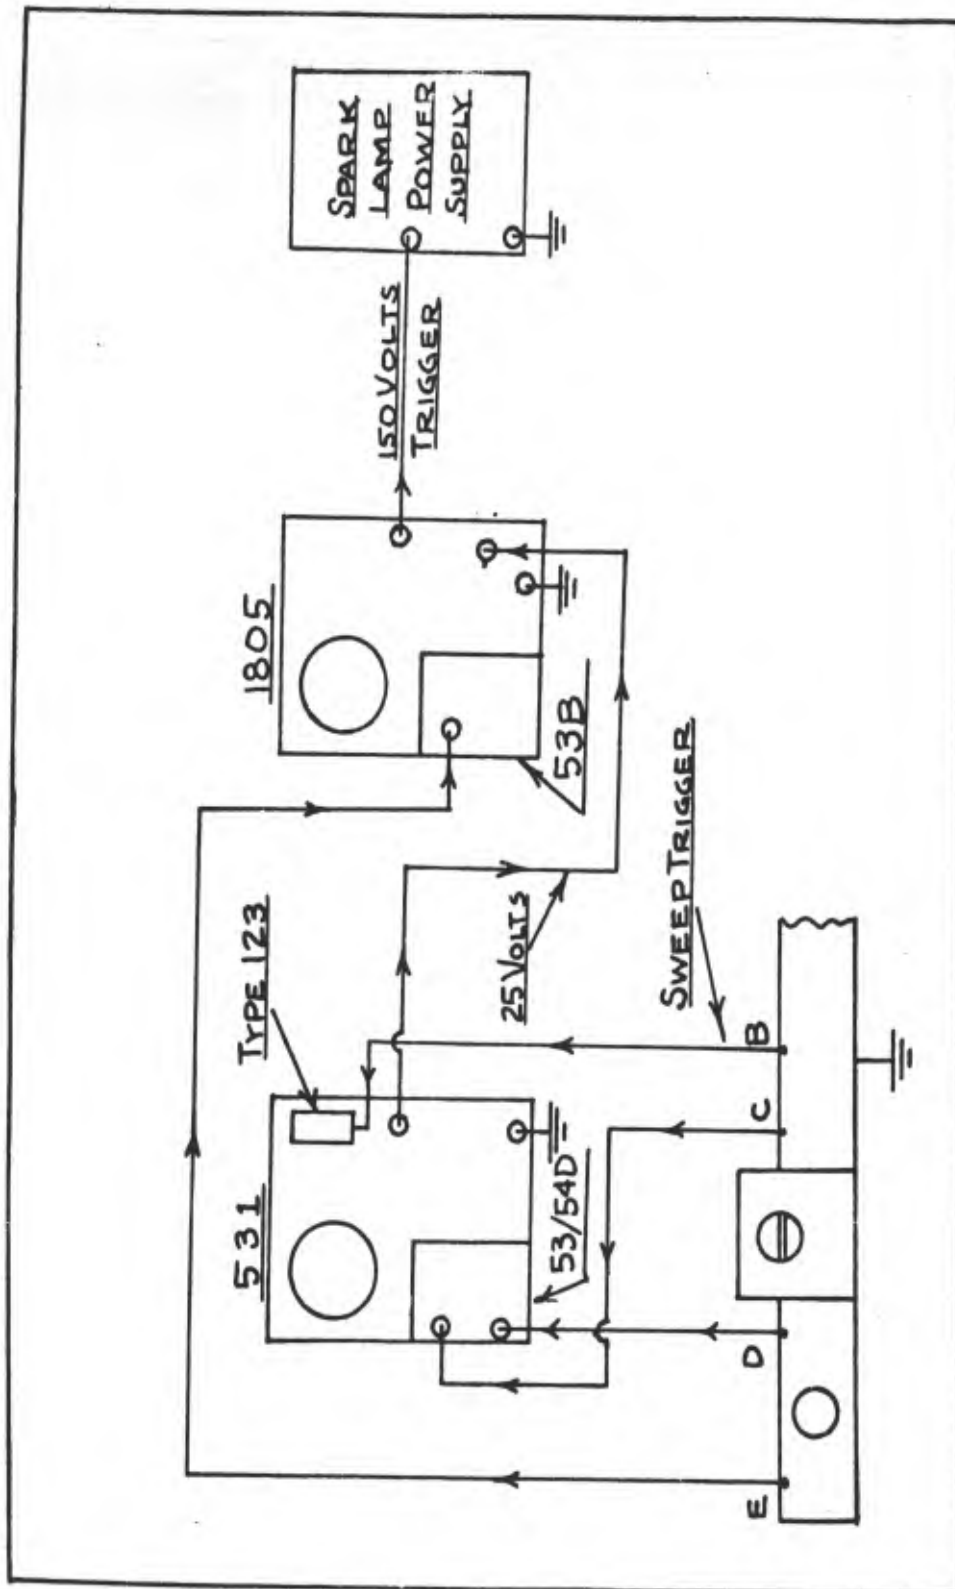 SPARK
LAMP
POWER
SUPPLY
150 VOLTS
TRIGGER
1805
53B
TYPE 123
25 VOLTS
SWEEP TRIGGER
531
53/54D
E
D
C
B